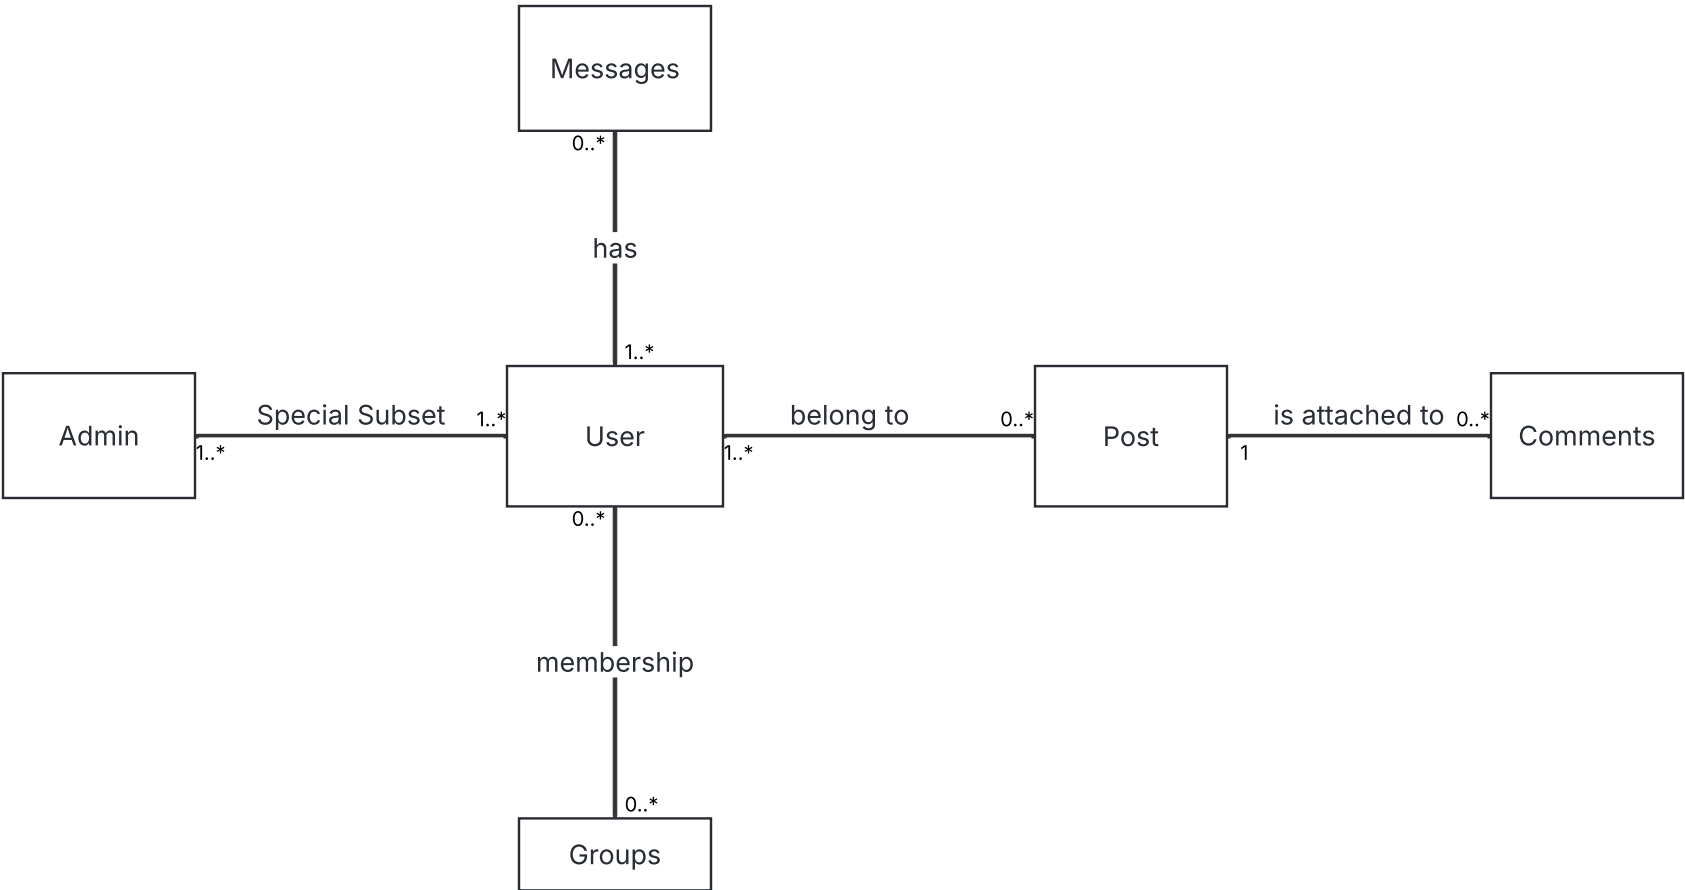 Messages
0..*
has
1..*
Admin
Special Subset
1..*
1..*
User
belong to
0..*
1..*
Post
is attached to
0..*
1
Comments
0..*
membership
0..*
Groups